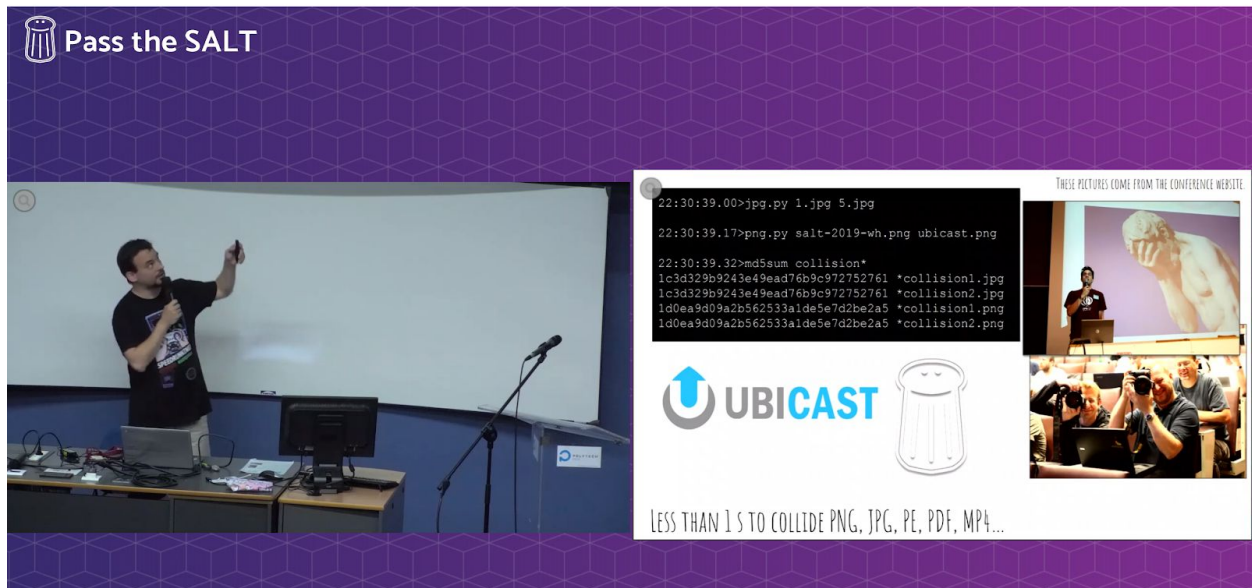 Pass the SALT
THESE PICTURES COME FROM THE CONFERENCE WEBSITE.
22:30:39.00>jpg.py 1.jpg 5.jpg
22:30:39.17>png.py salt-2019-wh.png ubicast.png
22:30:39.32>md5sum collision*
1c3d329b9243e49ead76b9c972752761 *collision1.jpg
1c3d329b9243e49ead76b9c972752761 *collision2.jpg
1d0ea9d09a2b562533a1de5e7d2be2a5 *collision1.png
1d0ea9d09a2b562533a1de5e7d2be2a5 *collision2.png
UBICAST
LESS THAN 1 S TO COLLIDE PNG, JPG, PE, PDF, MP4...
POLYTECH